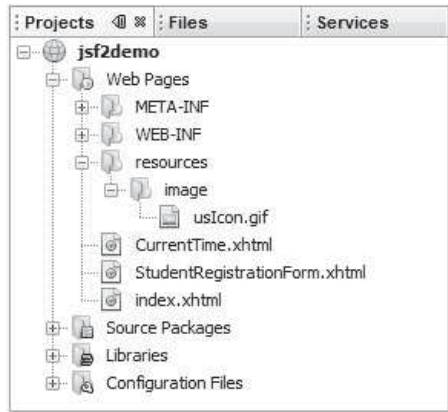 Projects Files Services
jsf2demo
Web Pages
META-INF
WEB-INF
resources
image
usIcon.gif
CurrentTime.xhtml
StudentRegistrationForm.xhtml
index.xhtml
Source Packages
Libraries
Configuration Files